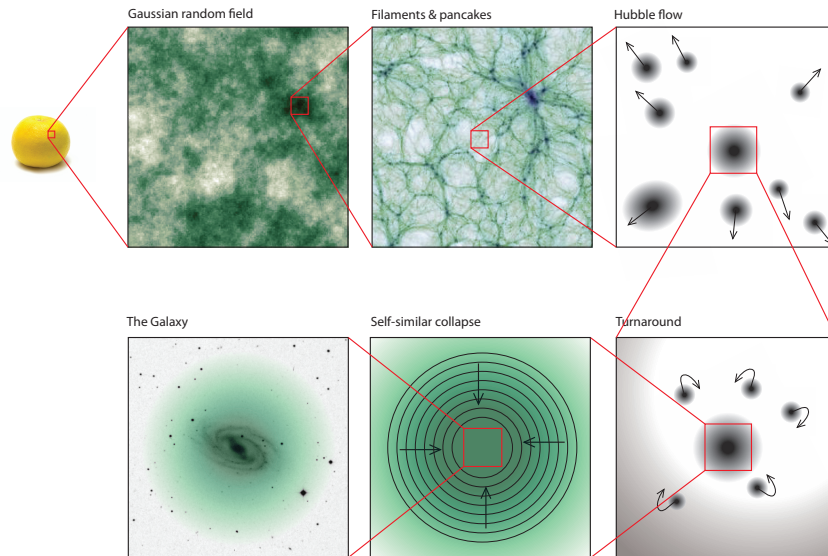 Gaussian random field
Filaments & pancakes
Hubble flow
The Galaxy
Self-similar collapse
Turnaround